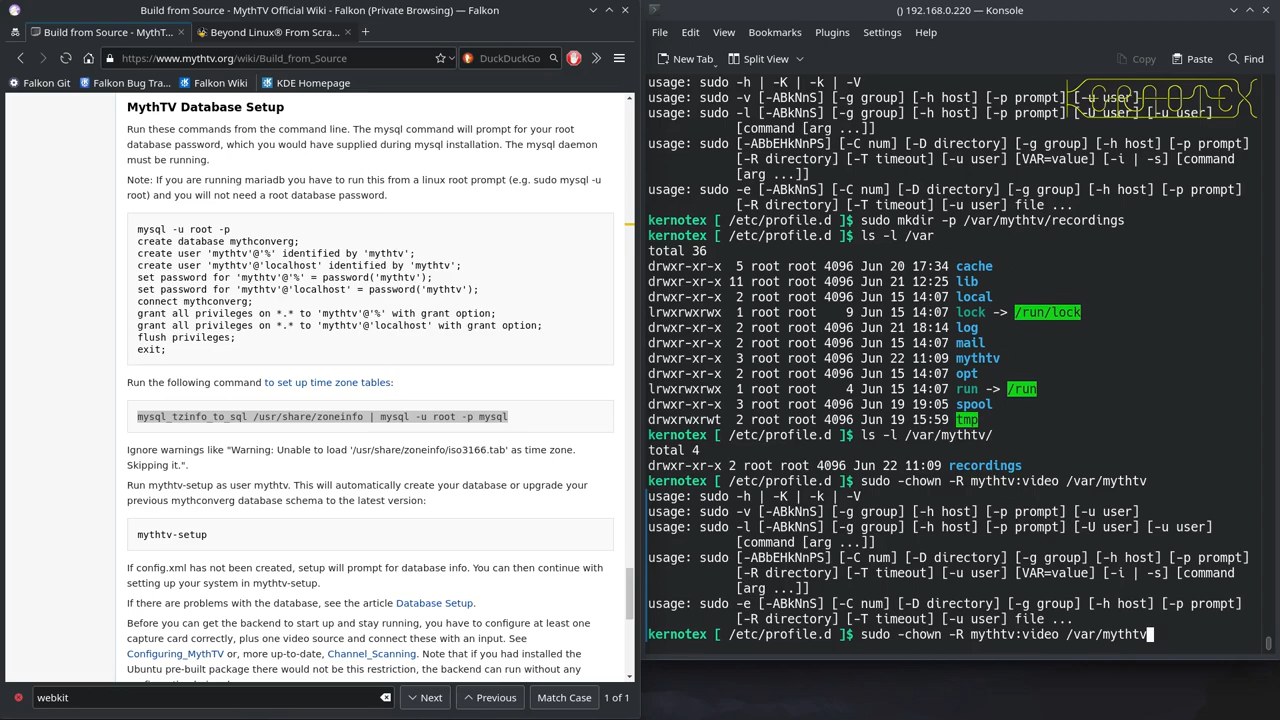 Build from Source - MythTV Official Wiki - Falkon (Private Browsing) — Falkon
Build from Source - MythT...
Beyond Linux® From Scra...
https://www.mythtv.org/wiki/Build_from_Source
DuckDuckGo
Falkon Git
Falkon Bug Tra...
Falkon Wiki
KDE Homepage
MythTV Database Setup
Run these commands from the command line. The mysql command will prompt for your root
database password, which you would have supplied during mysql installation. The mysql daemon
must be running.
Note: If you are running mariadb you have to run this from a linux root prompt (e.g. sudo mysql -u
root) and you will not need a root database password.
mysql -u root -p
create database mythconverg;
create user 'mythtv'@'%' identified by 'mythtv';
create user 'mythtv'@'localhost' identified by 'mythtv';
set password for 'mythtv'@'%' = password('mythtv');
set password for 'mythtv'@'localhost' = password('mythtv');
connect mythconverg;
grant all privileges on *.* to 'mythtv'@'%' with grant option;
grant all privileges on *.* to 'mythtv'@'localhost' with grant option;
flush privileges;
exit;
Run the following command to set up time zone tables:
mysql_tzinfo_to_sql /usr/share/zoneinfo | mysql -u root -p mysql
Ignore warnings like "Warning: Unable to load '/usr/share/zoneinfo/iso3166.tab' as time zone.
Skipping it.".
Run mythtv-setup as user mythtv. This will automatically create your database or upgrade your
previous mythconverg database schema to the latest version:
mythtv-setup
If config.xml has not been created, setup will prompt for database info. You can then continue with
setting up your system in mythtv-setup.
If there are problems with the database, see the article Database Setup.
Before you can get the backend to start up and stay running, you have to configure at least one
capture card correctly, plus one video source and connect these with an input. See
Configuring_MythTV or, more up-to-date, Channel_Scanning. Note that if you had installed the
Ubuntu pre-built package there would not be this restriction, the backend can run without any
webkit
Next
Previous
Match Case
1 of 1
() 192.168.0.220 — Konsole
File Edit View Bookmarks Plugins Settings Help
New Tab
Split View
Copy
Paste
Find
KERNOTEX
usage: sudo -h | -K | -k | -V
usage: sudo -v [-ABkNnS] [-g group] [-h host] [-p prompt] [-u user]
usage: sudo -l [-ABkNnS] [-g group] [-h host] [-p prompt] [-U user] [-u user]
[command [arg ...]]
usage: sudo [-ABbEHkNnPS] [-C num] [-D directory] [-g group] [-h host] [-p prompt]
[-R directory] [-T timeout] [-u user] [VAR=value] [-i | -s] [command
[arg ...]]
usage: sudo -e [-ABkNnS] [-C num] [-D directory] [-g group] [-h host] [-p prompt]
[-R directory] [-T timeout] [-u user] file ...
kernotex [ /etc/profile.d ]$ sudo mkdir -p /var/mythtv/recordings
kernotex [ /etc/profile.d ]$ ls -l /var
total 36
drwxr-xr-x 5 root root 4096 Jun 20 17:34 cache
drwxr-xr-x 11 root root 4096 Jun 21 12:25 lib
drwxr-xr-x 2 root root 4096 Jun 15 14:07 local
lrwxrwxrwx 1 root root 9 Jun 15 14:07 lock -> /run/lock
drwxr-xr-x 2 root root 4096 Jun 21 18:14 log
drwxr-xr-x 2 root root 4096 Jun 15 14:07 mail
drwxr-xr-x 3 root root 4096 Jun 22 11:09 mythtv
drwxr-xr-x 2 root root 4096 Jun 15 14:07 opt
lrwxrwxrwx 1 root root 4 Jun 15 14:07 run -> /run
drwxr-xr-x 3 root root 4096 Jun 19 19:05 spool
drwxrwxrwt 2 root root 4096 Jun 19 15:59 tmp
kernotex [ /etc/profile.d ]$ ls -l /var/mythtv/
total 4
drwxr-xr-x 2 root root 4096 Jun 22 11:09 recordings
kernotex [ /etc/profile.d ]$ sudo -chown -R mythtv:video /var/mythtv
usage: sudo -h | -K | -k | -V
usage: sudo -v [-ABkNnS] [-g group] [-h host] [-p prompt] [-u user]
usage: sudo -l [-ABkNnS] [-g group] [-h host] [-p prompt] [-U user] [-u user]
[command [arg ...]]
usage: sudo [-ABbEHkNnPS] [-C num] [-D directory] [-g group] [-h host] [-p prompt]
[-R directory] [-T timeout] [-u user] [VAR=value] [-i | -s] [command
[arg ...]]
usage: sudo -e [-ABkNnS] [-C num] [-D directory] [-g group] [-h host] [-p prompt]
[-R directory] [-T timeout] [-u user] file ...
kernotex [ /etc/profile.d ]$ sudo -chown -R mythtv:video /var/mythtv